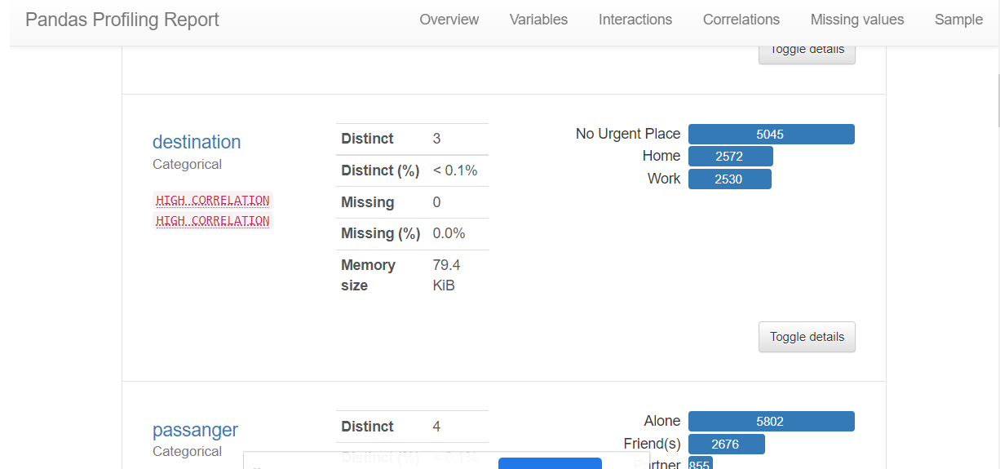 Pandas Profiling Report
Overview Variables Interactions Correlations Missing values Sample
Toggle details
destination
Categorical
HIGH CORRELATION
HIGH CORRELATION
Distinct 3
Distinct (%) < 0.1%
Missing 0
Missing (%) 0.0%
Memory size 79.4 KiB
No Urgent Place 5045
Home 2572
Work 2530
Toggle details
passanger
Categorical
Distinct 4
Distinct (%) < 0.1%
Alone 5802
Friend(s) 2676
Partner 855